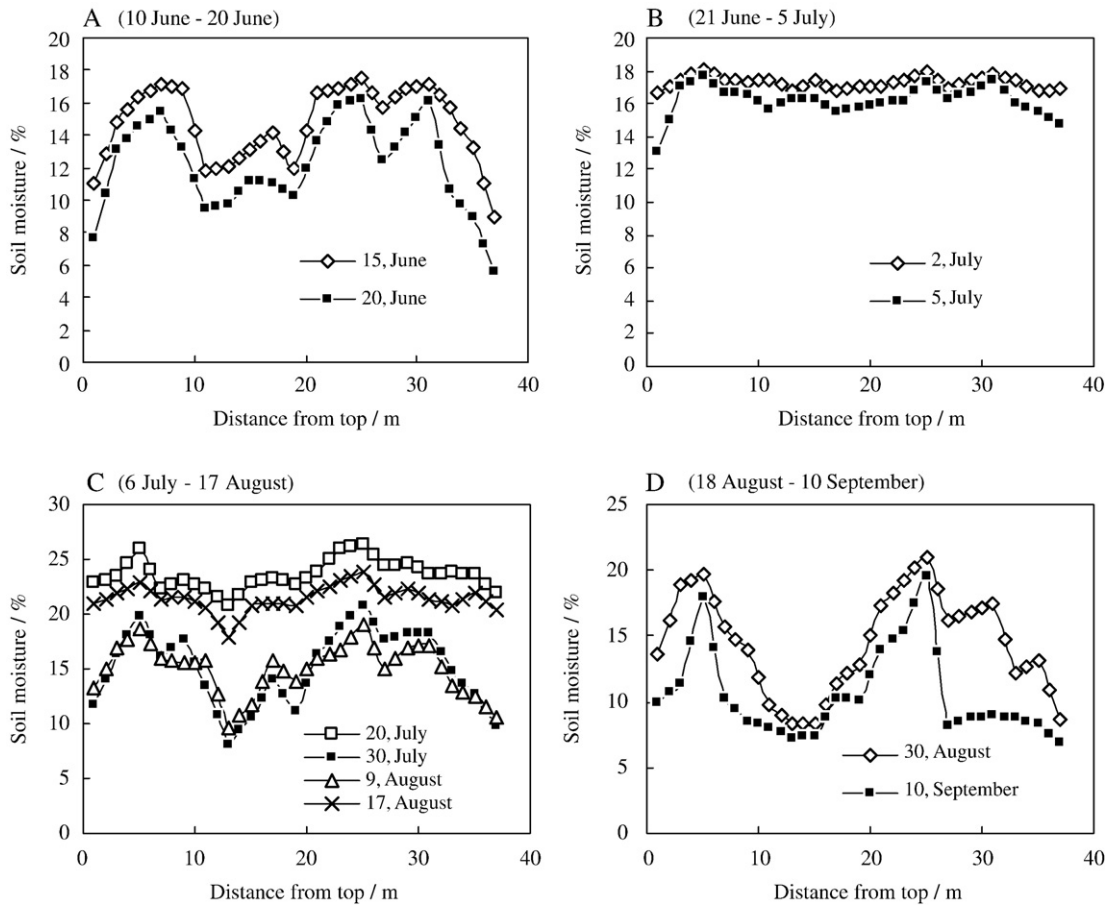 A (10 June - 20 June)
20
18
16
14
12
10
8
6
4
2
0
Soil moisture / %
15, June
20, June
0 10 20 30 40
Distance from top / m
B (21 June - 5 July)
20
18
16
14
12
10
8
6
4
2
0
Soil moisture / %
2, July
5, July
0 10 20 30 40
Distance from top / m
C (6 July - 17 August)
30
25
20
15
10
5
0
Soil moisture / %
20, July
30, July
9, August
17, August
0 10 20 30 40
Distance from top / m
D (18 August - 10 September)
25
20
15
10
5
0
Soil moisture / %
30, August
10, September
0 10 20 30 40
Distance from top / m